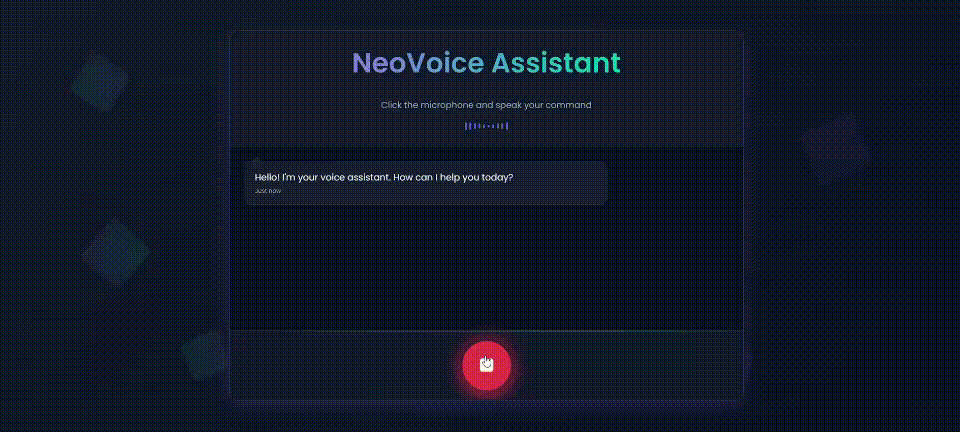 NeoVoice Assistant
Click the microphone and speak your command
Hello! I'm your voice assistant. How can I help you today?
Just now